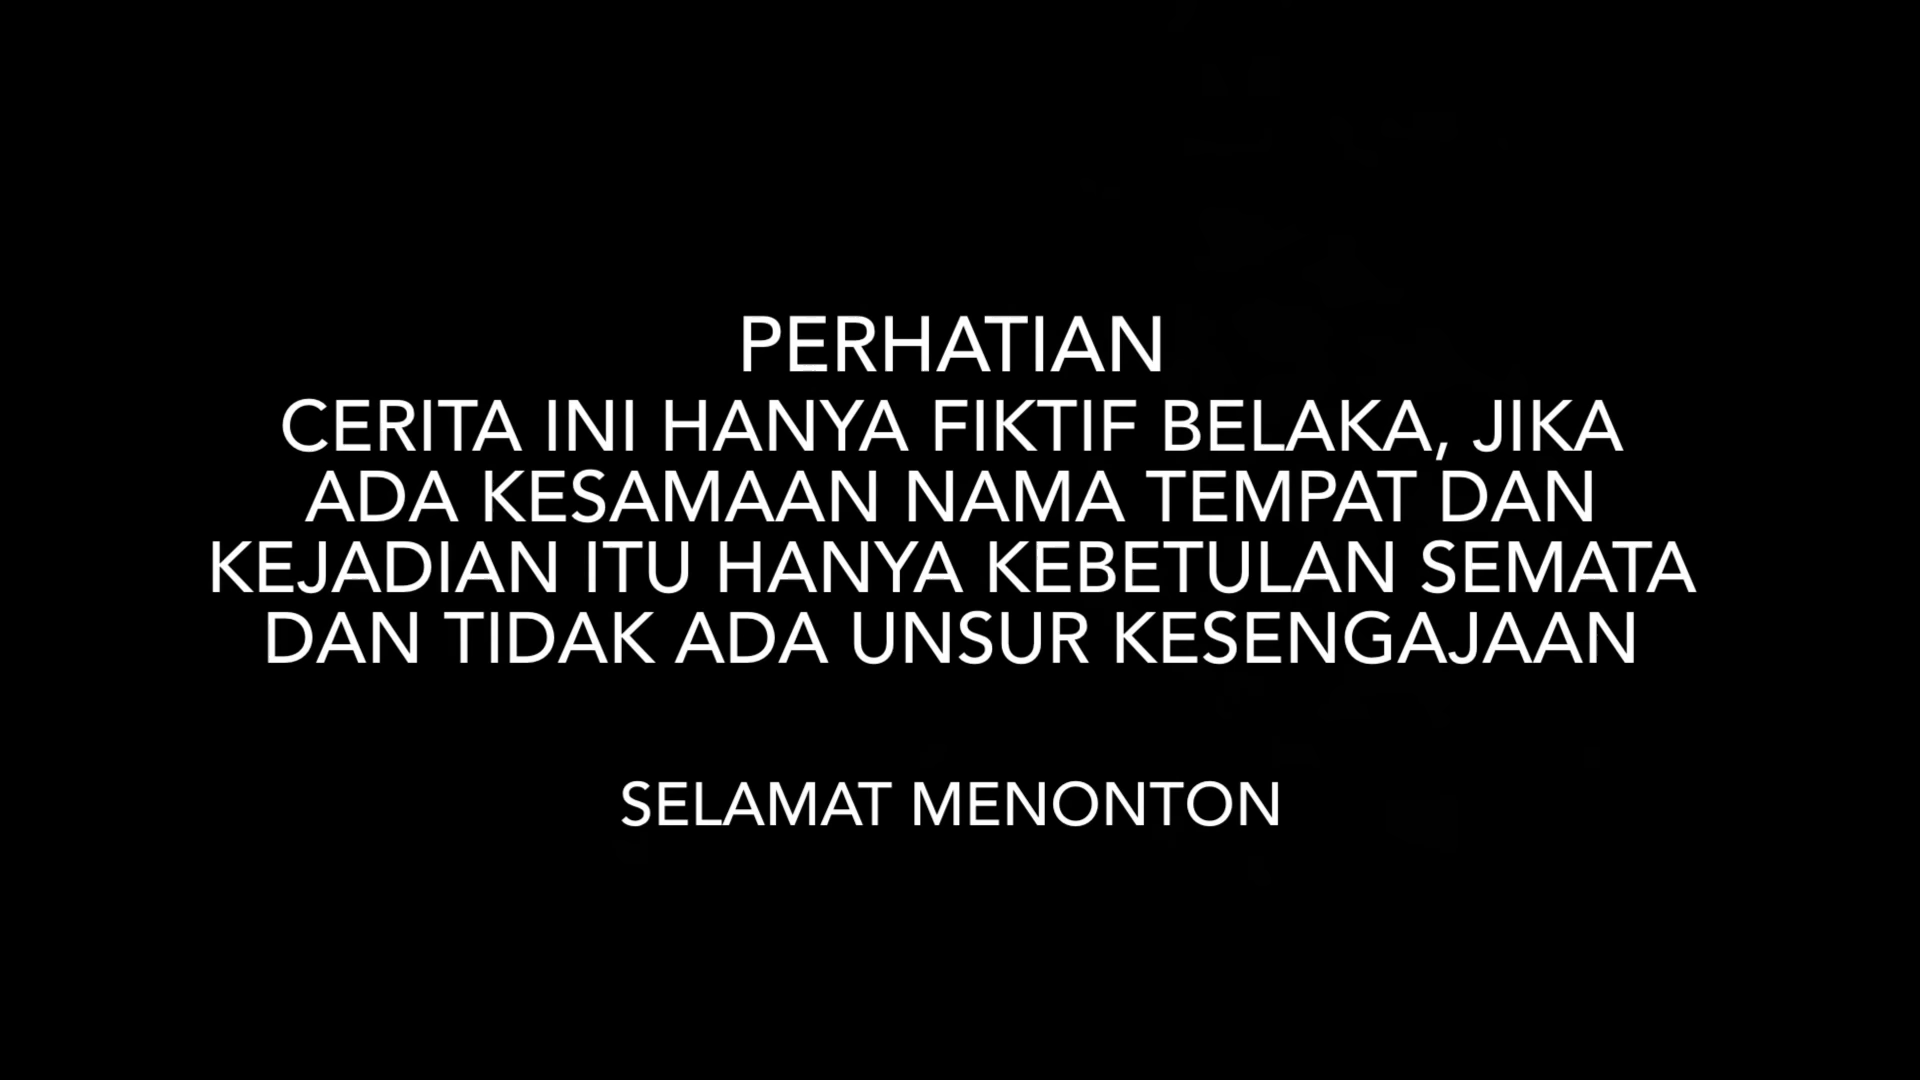 PERHATIAN
CERITA INI HANYA FIKTIF BELAKA, JIKA
ADA KESAMAAN NAMA TEMPAT DAN
KEJADIAN ITU HANYA KEBETULAN SEMATA
DAN TIDAK ADA UNSUR KESENGAJAAN
SELAMAT MENONTON